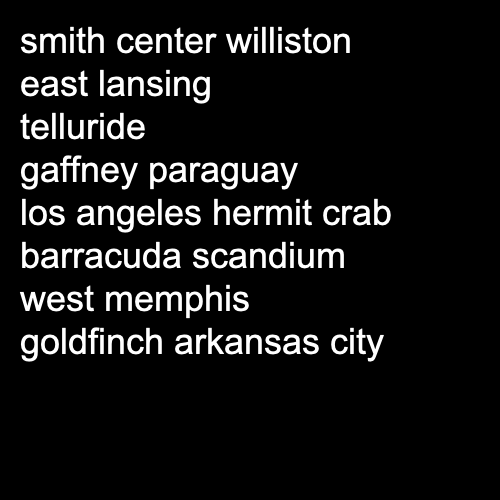 smith center williston
east lansing
telluride
gaffney paraguay
los angeles hermit crab
barracuda scandium
west memphis
goldfinch arkansas city